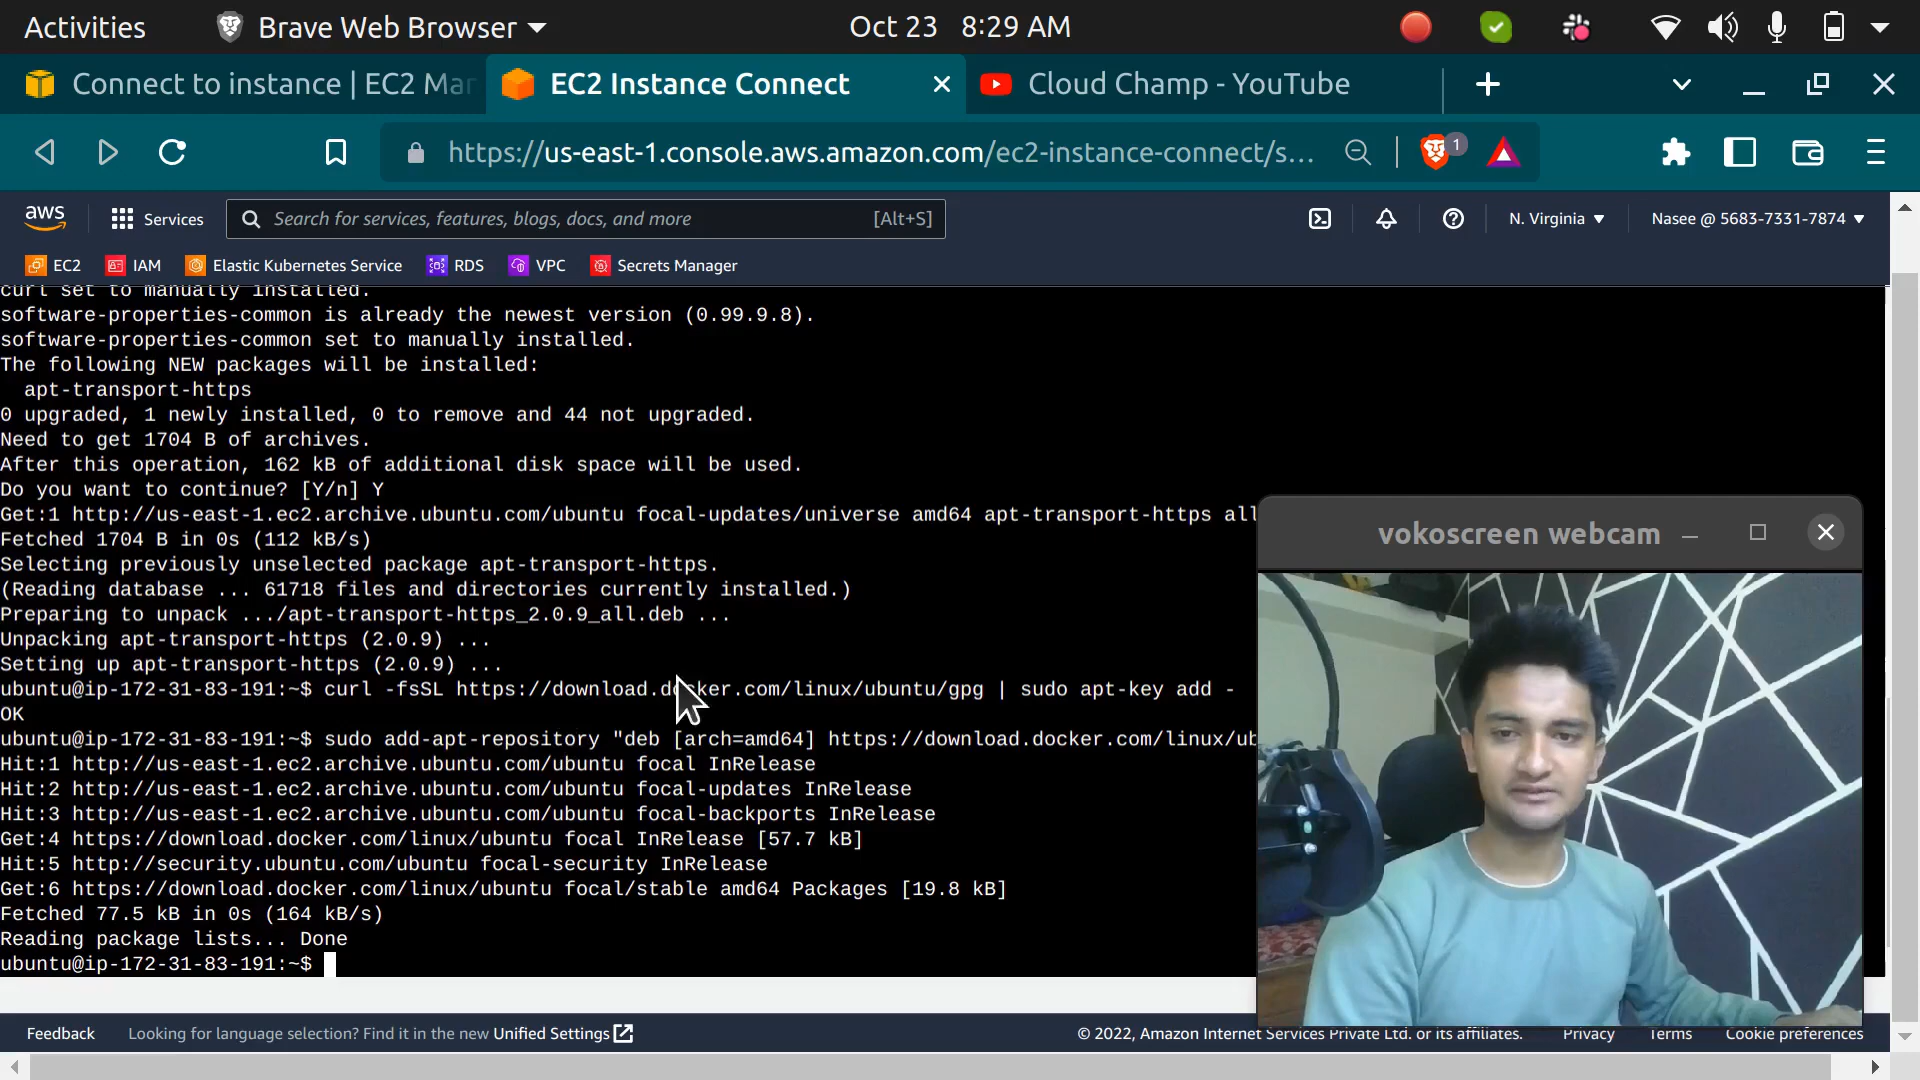 Activities
Brave Web Browser
Oct 23 8:29 AM
Connect to instance | EC2 Mar
EC2 Instance Connect
Cloud Champ - YouTube
https://us-east-1.console.aws.amazon.com/ec2-instance-connect/s...
1
aws
Services
Search for services, features, blogs, docs, and more
[Alt+S]
N. Virginia
Nasee @ 5683-7331-7874
EC2
IAM
Elastic Kubernetes Service
RDS
VPC
Secrets Manager
curl set to manually installed.
software-properties-common is already the newest version (0.99.9.8).
software-properties-common set to manually installed.
The following NEW packages will be installed:
apt-transport-https
0 upgraded, 1 newly installed, 0 to remove and 44 not upgraded.
Need to get 1704 B of archives.
After this operation, 162 kB of additional disk space will be used.
Do you want to continue? [Y/n] Y
Get:1 http://us-east-1.ec2.archive.ubuntu.com/ubuntu focal-updates/universe amd64 apt-transport-https all
Fetched 1704 B in 0s (112 kB/s)
Selecting previously unselected package apt-transport-https.
(Reading database ... 61718 files and directories currently installed.)
Preparing to unpack .../apt-transport-https_2.0.9_all.deb ...
Unpacking apt-transport-https (2.0.9) ...
Setting up apt-transport-https (2.0.9) ...
ubuntu@ip-172-31-83-191:~$ curl -fsSL https://download.docker.com/linux/ubuntu/gpg | sudo apt-key add -
OK
ubuntu@ip-172-31-83-191:~$ sudo add-apt-repository "deb [arch=amd64] https://download.docker.com/linux/ub
Hit:1 http://us-east-1.ec2.archive.ubuntu.com/ubuntu focal InRelease
Hit:2 http://us-east-1.ec2.archive.ubuntu.com/ubuntu focal-updates InRelease
Hit:3 http://us-east-1.ec2.archive.ubuntu.com/ubuntu focal-backports InRelease
Get:4 https://download.docker.com/linux/ubuntu focal InRelease [57.7 kB]
Hit:5 http://security.ubuntu.com/ubuntu focal-security InRelease
Get:6 https://download.docker.com/linux/ubuntu focal/stable amd64 Packages [19.8 kB]
Fetched 77.5 kB in 0s (164 kB/s)
Reading package lists... Done
ubuntu@ip-172-31-83-191:~$
vokoscreen webcam
Feedback
Looking for language selection? Find it in the new Unified Settings
© 2022, Amazon Internet Services Private Ltd. or its affiliates.
Privacy
Terms
Cookie preferences